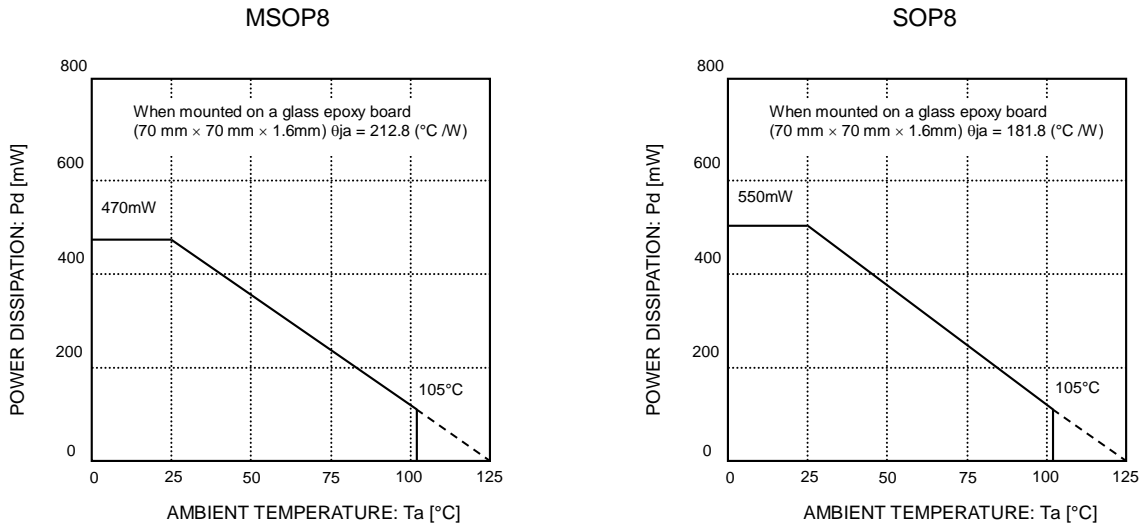 MSOP8
800
When mounted on a glass epoxy board
(70 mm × 70 mm × 1.6mm) θja = 212.8 (°C /W)
600
470mW
400
200
105°C
0
0 25 50 75 100 125
POWER DISSIPATION: Pd [mW]
AMBIENT TEMPERATURE: Ta [°C]
SOP8
800
When mounted on a glass epoxy board
(70 mm × 70 mm × 1.6mm) θja = 181.8 (°C /W)
600
550mW
400
200
105°C
0
0 25 50 75 100 125
POWER DISSIPATION: Pd [mW]
AMBIENT TEMPERATURE: Ta [°C]